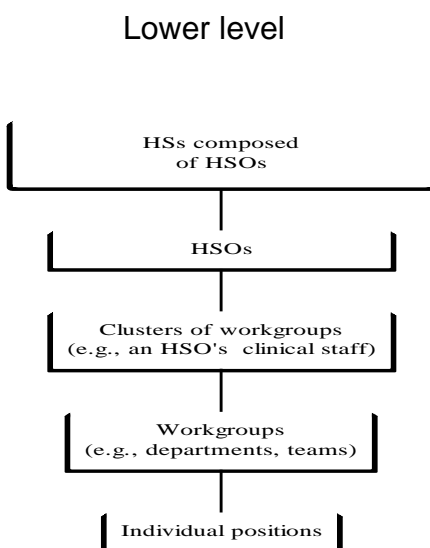 Lower level
HSs composed
of HSOs
HSOs
Clusters of workgroups
(e.g., an HSO's clinical staff)
Workgroups
(e.g., departments, teams)
Individual positions